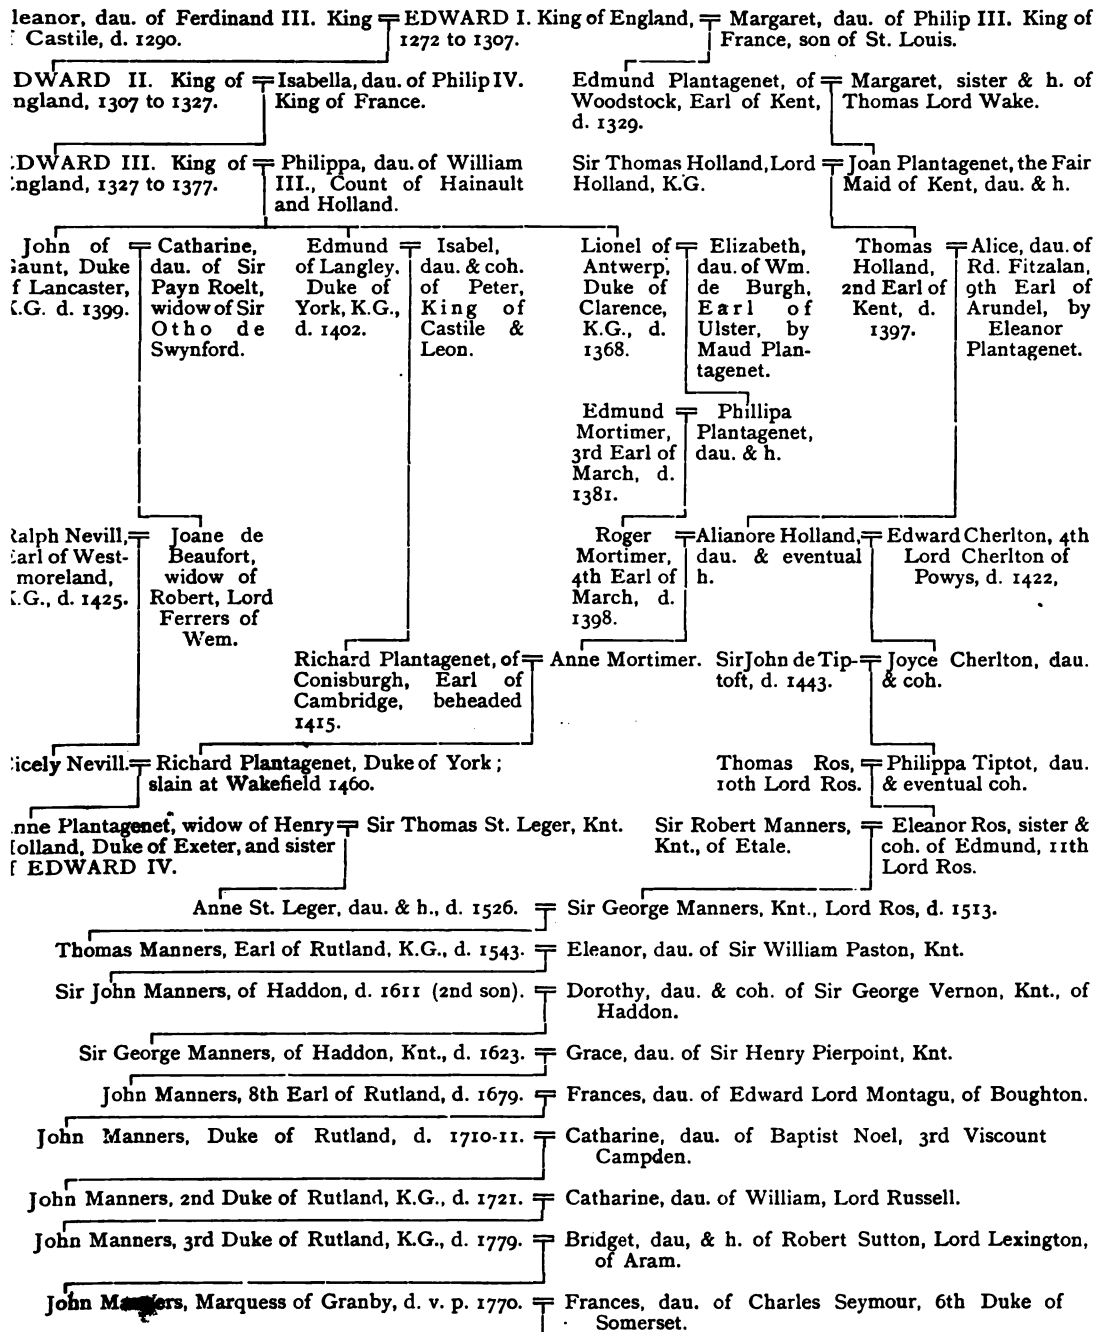 leanor, dau. of Ferdinand III. King EDWARD I. King of England, Margaret, dau. of Philip III. King of
f Castile, d. 1290. 1272 to 1307. France, son of St. Louis.
DWARD II. King of Isabella, dau. of Philip IV. Edmund Plantagenet, of Margaret, sister & h. of
ngland, 1307 to 1327. King of France. Woodstock, Earl of Kent, Thomas Lord Wake.
d. 1329.
DWARD III. King of Philippa, dau. of William Sir Thomas Holland, Lord Joan Plantagenet, the Fair
ngland, 1327 to 1377. III., Count of Hainault Holland, K.G. Maid of Kent, dau. & h.
and Holland.
John of Catharine, Edmund Isabel, Lionel of Elizabeth, Thomas Alice, dau. of
Gaunt, Duke dau. of Sir of Langley, dau. & coh. Antwerp, dau. of Wm. Holland, Rd. Fitzalan,
f Lancaster, Payn Roelt, Duke of of Peter, Duke of de Burgh, 2nd Earl of 9th Earl of
K.G. d. 1399. widow of Sir York, K.G., King of Clarence, Earl of Kent, d. Arundel, by
Otho de d. 1402. Castile & K.G., d. Ulster, by 1397. Eleanor
Swynford. Leon. 1368. Maud Plan- Plantagenet.
tagenet.
Edmund Phillipa
Mortimer, Plantagenet,
3rd Earl of dau. & h.
March, d.
1381.
Ralph Nevill, Joane de Roger Alianore Holland, Edward Cherlton, 4th
Earl of West- Beaufort, Mortimer, dau. & eventual Lord Cherlton of
moreland, widow of 4th Earl of h. Powys, d. 1422,
K.G., d. 1425. Robert, Lord March, d.
Ferrers of 1398.
Wem.
Richard Plantagenet, of Anne Mortimer. Sir John de Tip- Joyce Cherlton, dau.
Conisburgh, Earl of toft, d. 1443. & coh.
Cambridge, beheaded
1415.
icely Nevill. Richard Plantagenet, Duke of York; Thomas Ros, Philippa Tiptot, dau.
slain at Wakefield 1460. 10th Lord Ros. & eventual coh.
nne Plantagenet, widow of Henry Sir Thomas St. Leger, Knt. Sir Robert Manners, Eleanor Ros, sister &
Holland, Duke of Exeter, and sister Knt., of Etale. coh. of Edmund, 11th
f EDWARD IV. Lord Ros.
Anne St. Leger, dau. & h., d. 1526. Sir George Manners, Knt., Lord Ros, d. 1513.
Thomas Manners, Earl of Rutland, K.G., d. 1543. Eleanor, dau. of Sir William Paston, Knt.
Sir John Manners, of Haddon, d. 1611 (2nd son). Dorothy, dau. & coh. of Sir George Vernon, Knt., of
Haddon.
Sir George Manners, of Haddon, Knt., d. 1623. Grace, dau. of Sir Henry Pierpoint, Knt.
John Manners, 8th Earl of Rutland, d. 1679. Frances, dau. of Edward Lord Montagu, of Boughton.
John Manners, Duke of Rutland, d. 1710-11. Catharine, dau. of Baptist Noel, 3rd Viscount
Campden.
John Manners, 2nd Duke of Rutland, K.G., d. 1721. Catharine, dau. of William, Lord Russell.
John Manners, 3rd Duke of Rutland, K.G., d. 1779. Bridget, dau, & h. of Robert Sutton, Lord Lexington,
of Aram.
John Manners, Marquess of Granby, d. v. p. 1770. Frances, dau. of Charles Seymour, 6th Duke of
Somerset.